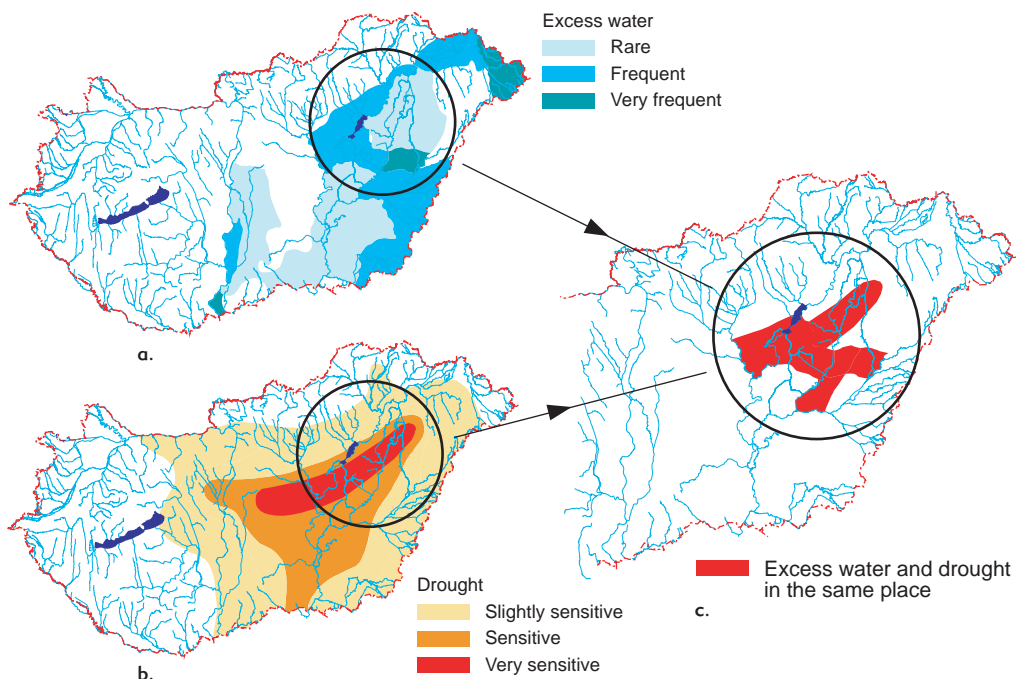 Excess water
Rare
Frequent
Very frequent
a.
Drought
Slightly sensitive
Sensitive
Very sensitive
b.
Excess water and drought
in the same place
c.